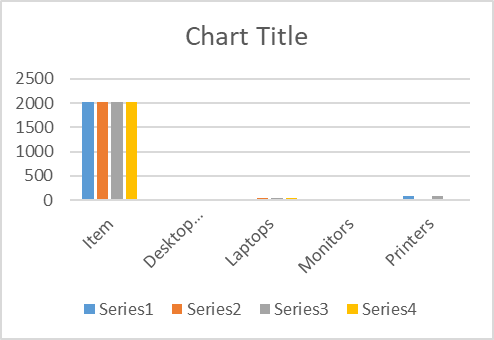 Chart Title
2500
2000
1500
1000
500
0
Item
Desktop...
Laptops
Monitors
Printers
Series1 Series2 Series3 Series4